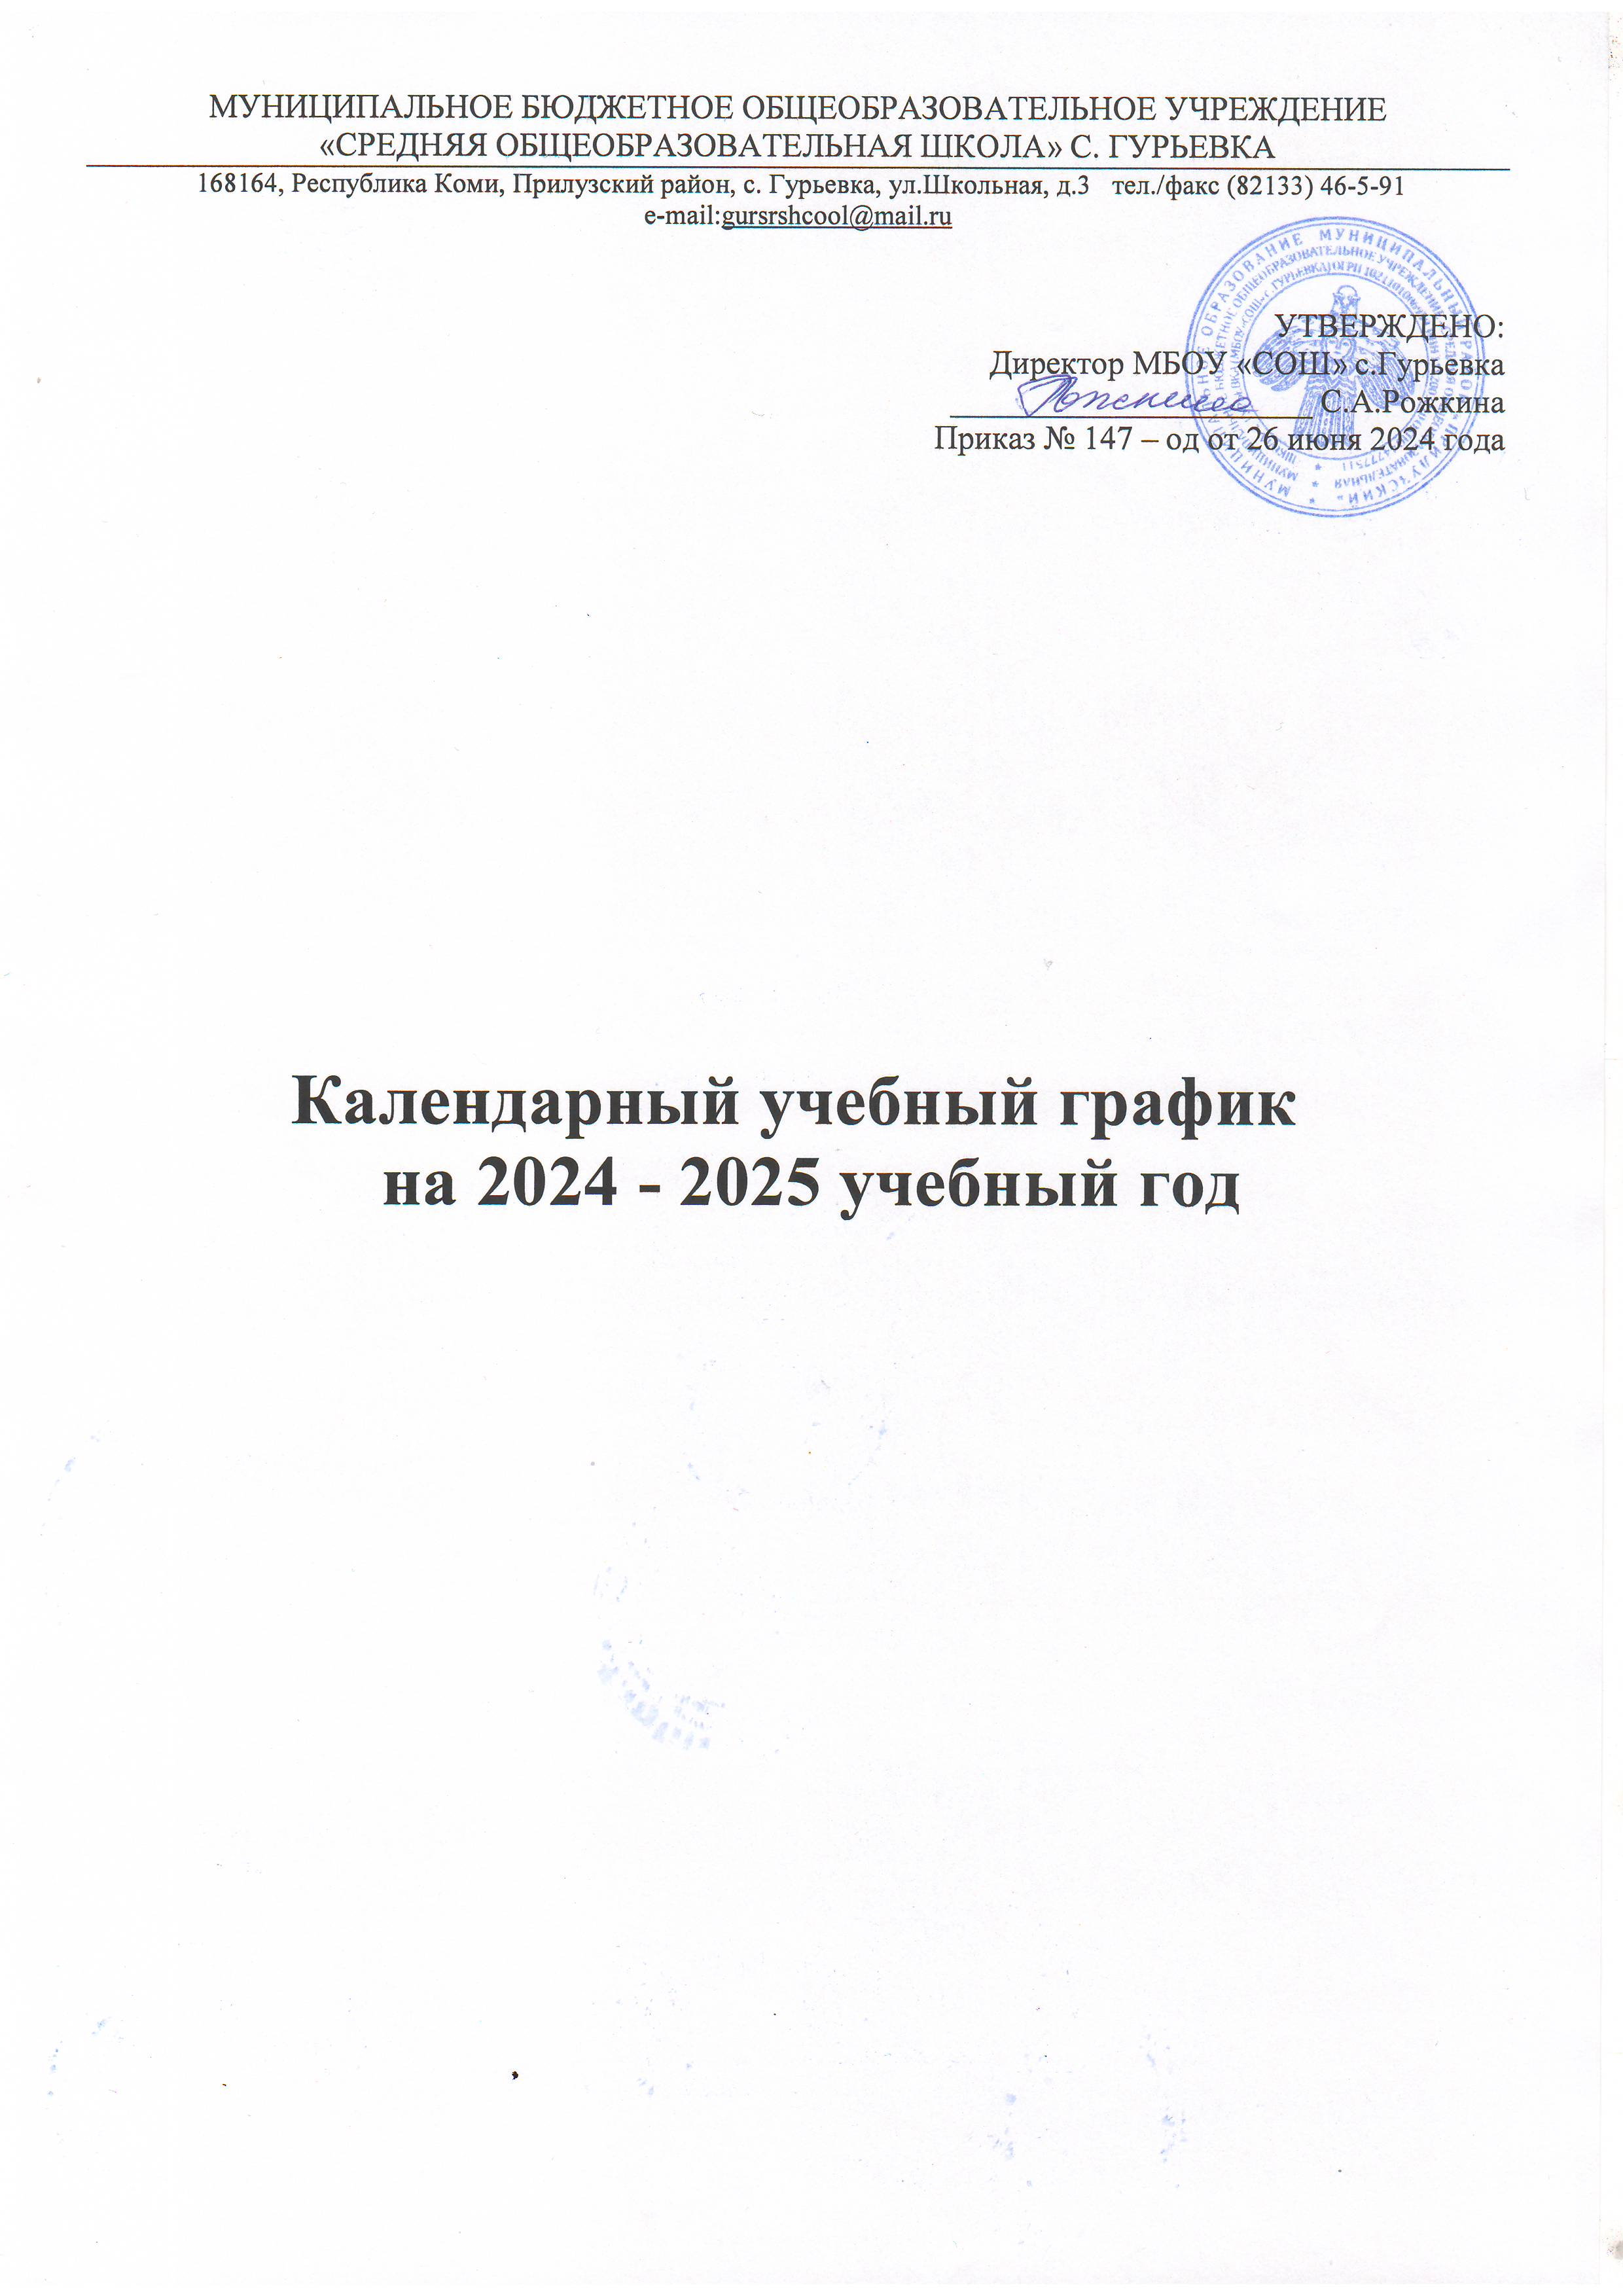 МУНИЦИПАЛЬНОЕ БЮДЖЕТНОЕ ОБЩЕОБРАЗОВАТЕЛЬНОЕ УЧРЕЖДЕНИЕ
«СРЕДНЯЯ ОБЩЕОБРАЗОВАТЕЛЬНАЯ ШКОЛА» С. ГУРЬЕВКА
168164, Республика Коми, Прилузский район, с. Гурьевка, ул.Школьная, д.3 тел./факс (82133) 46-5-91
e-mail:gursrshcool@mail.ru
УТВЕРЖДЕНО:
Директор МБОУ «СОШ» с.Гурьевка
С.А.Рожкина
Приказ № 147 – од от 26 июня 2024 года
Календарный учебный график
на 2024 - 2025 учебный год